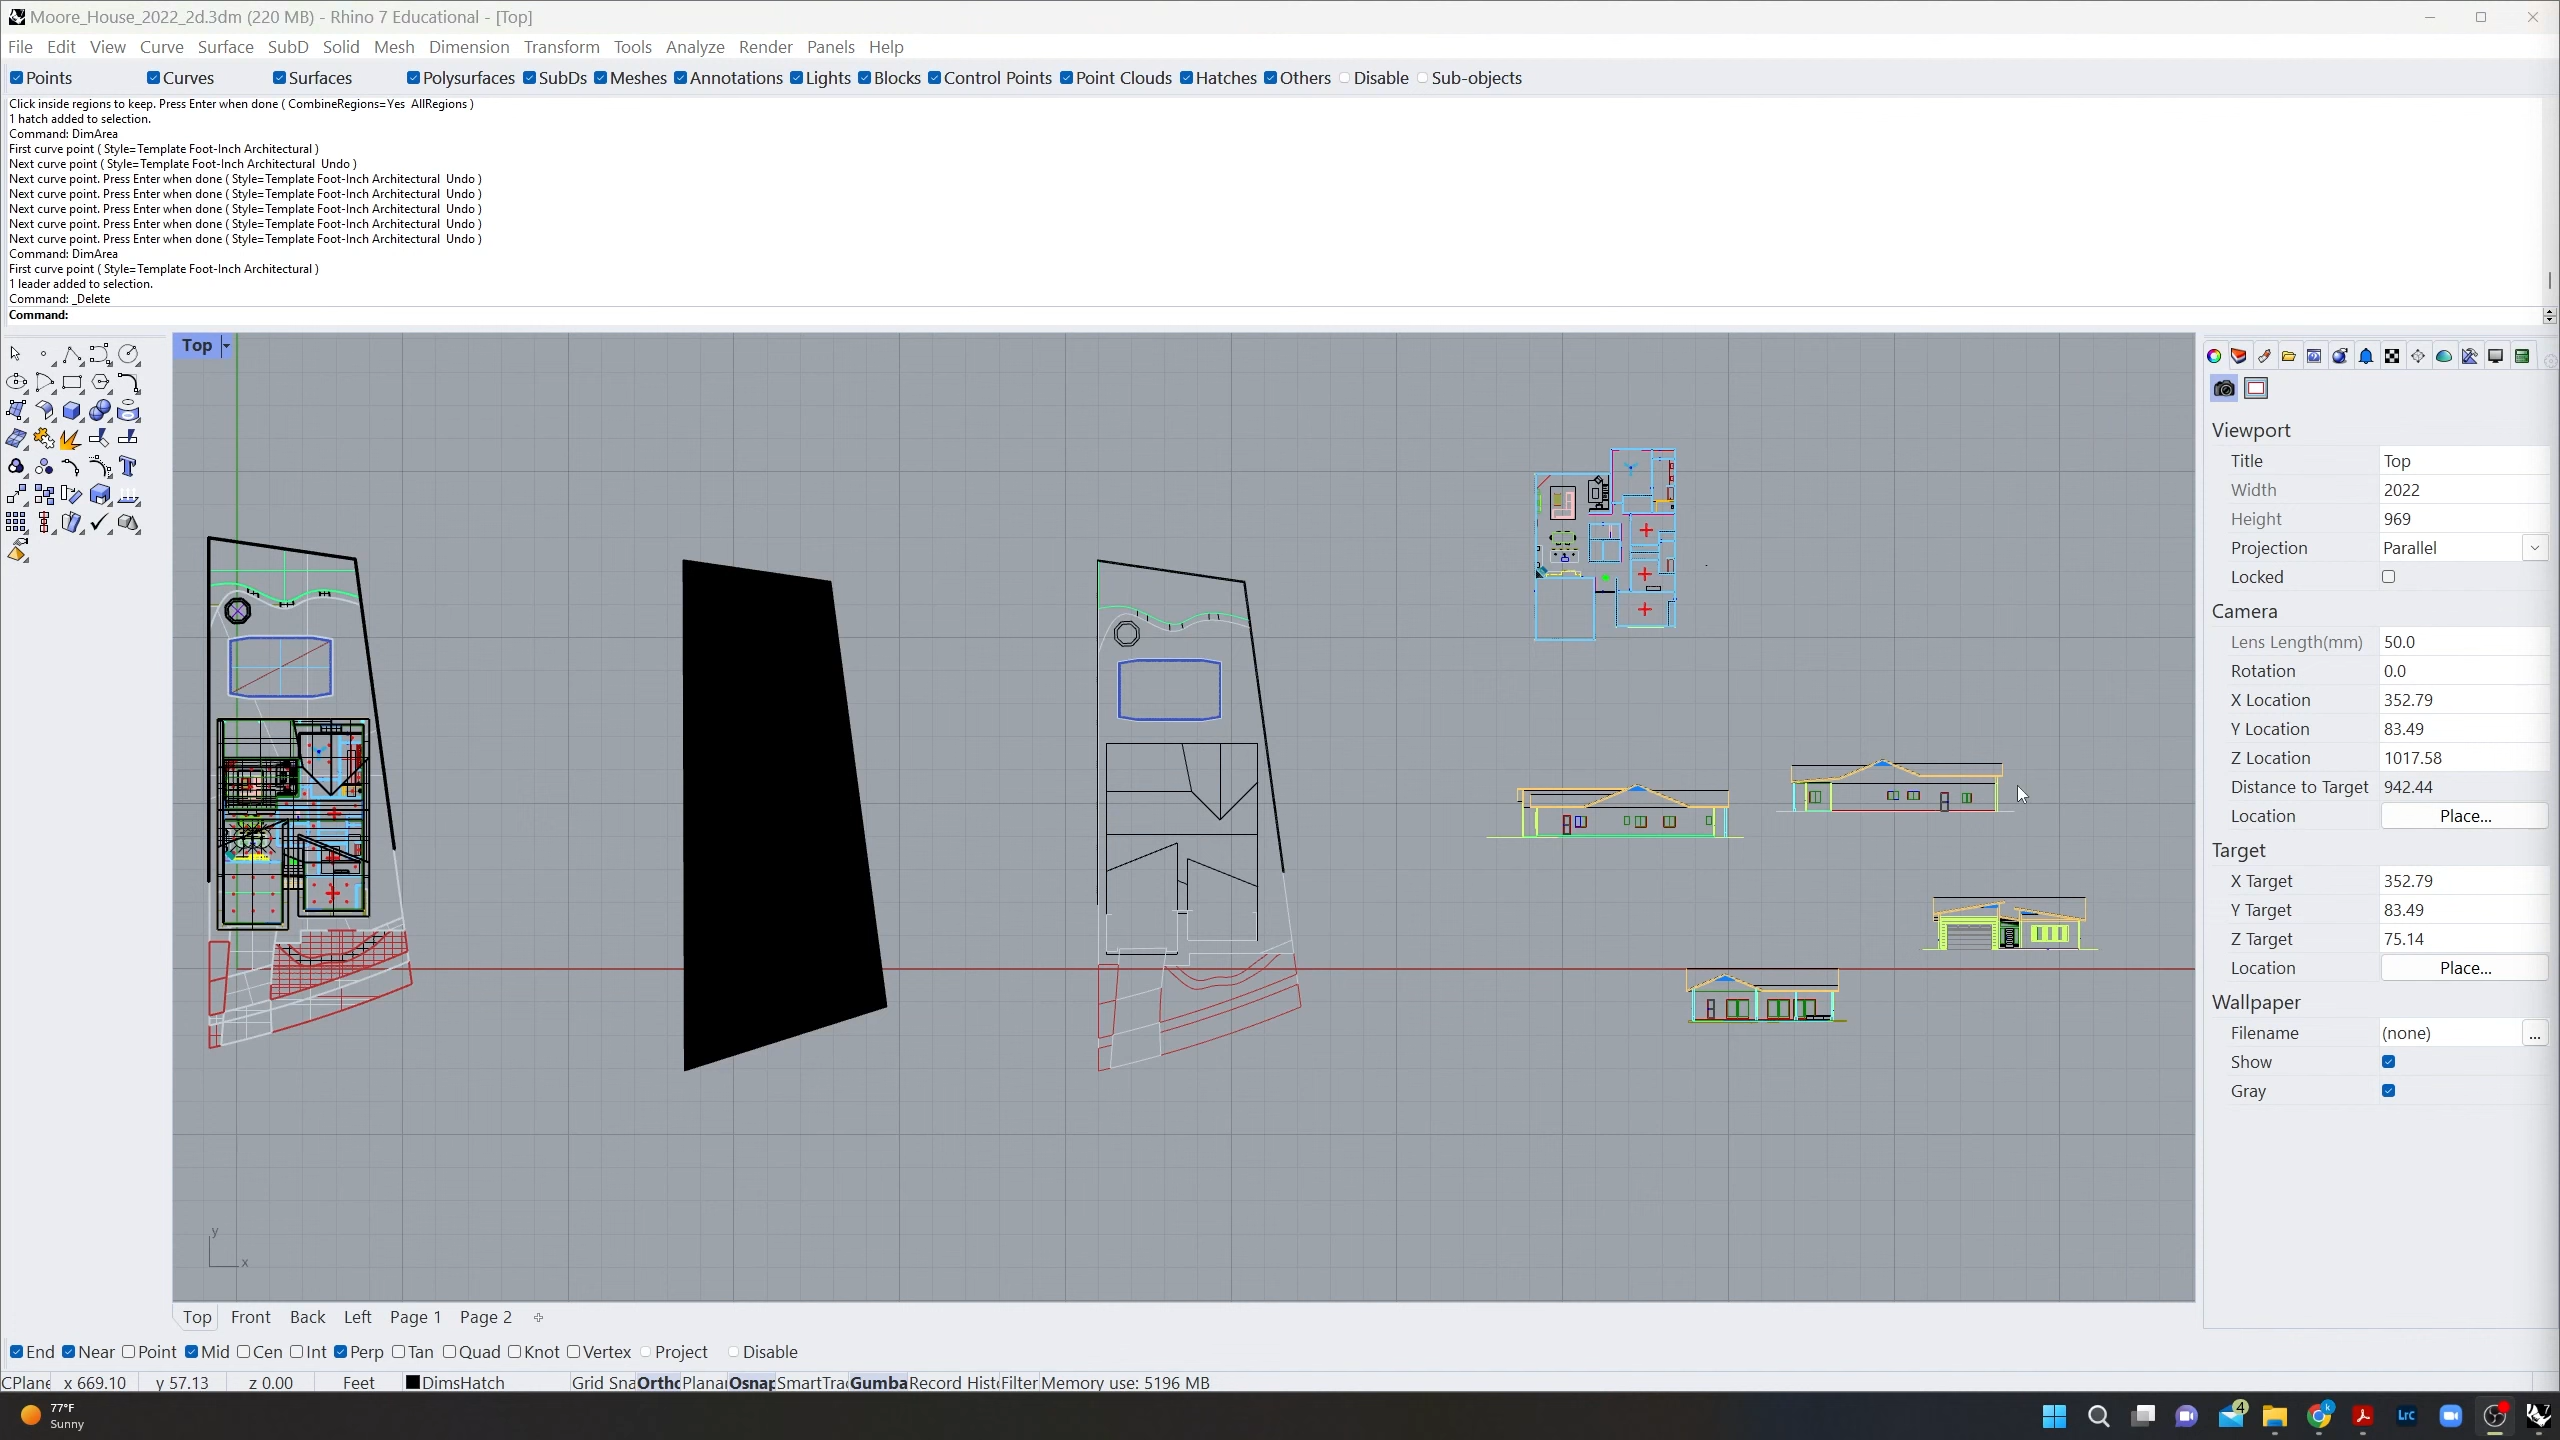 Moore_House_2022_2d.3dm (220 MB) - Rhino 7 Educational - [Top]
File Edit View Curve Surface SubD Solid Mesh Dimension Transform Tools Analyze Render Panels Help
Points Curves Surfaces Polysurfaces SubDs Meshes Annotations Lights Blocks Control Points Point Clouds Hatches Others Disable Sub-objects
Click inside regions to keep. Press Enter when done ( CombineRegions=Yes AllRegions )
1 hatch added to selection.
Command: DimArea
First curve point ( Style=Template Foot-Inch Architectural )
Next curve point ( Style=Template Foot-Inch Architectural Undo )
Next curve point. Press Enter when done ( Style=Template Foot-Inch Architectural Undo )
Next curve point. Press Enter when done ( Style=Template Foot-Inch Architectural Undo )
Next curve point. Press Enter when done ( Style=Template Foot-Inch Architectural Undo )
Next curve point. Press Enter when done ( Style=Template Foot-Inch Architectural Undo )
Next curve point. Press Enter when done ( Style=Template Foot-Inch Architectural Undo )
Command: DimArea
First curve point ( Style=Template Foot-Inch Architectural )
1 leader added to selection.
Command: _Delete
Command:
Top
Viewport
Title Top
Width 2022
Height 969
Projection Parallel
Locked
Camera
Lens Length(mm) 50.0
Rotation 0.0
X Location 352.79
Y Location 83.49
Z Location 1017.58
Distance to Target 942.44
Location Place...
Target
X Target 352.79
Y Target 83.49
Z Target 75.14
Location Place...
Wallpaper
Filename (none) ...
Show
Gray
y
x
Top Front Back Left Page 1 Page 2
End Near Point Mid Cen Int Perp Tan Quad Knot Vertex Project Disable
CPlane x 669.10 y 57.13 z 0.00 Feet DimsHatch Grid Sna Ortho Planar Osnap SmartTra Gumba Record Hist Filter Memory use: 5196 MB
77°F
Sunny
4
Lrc